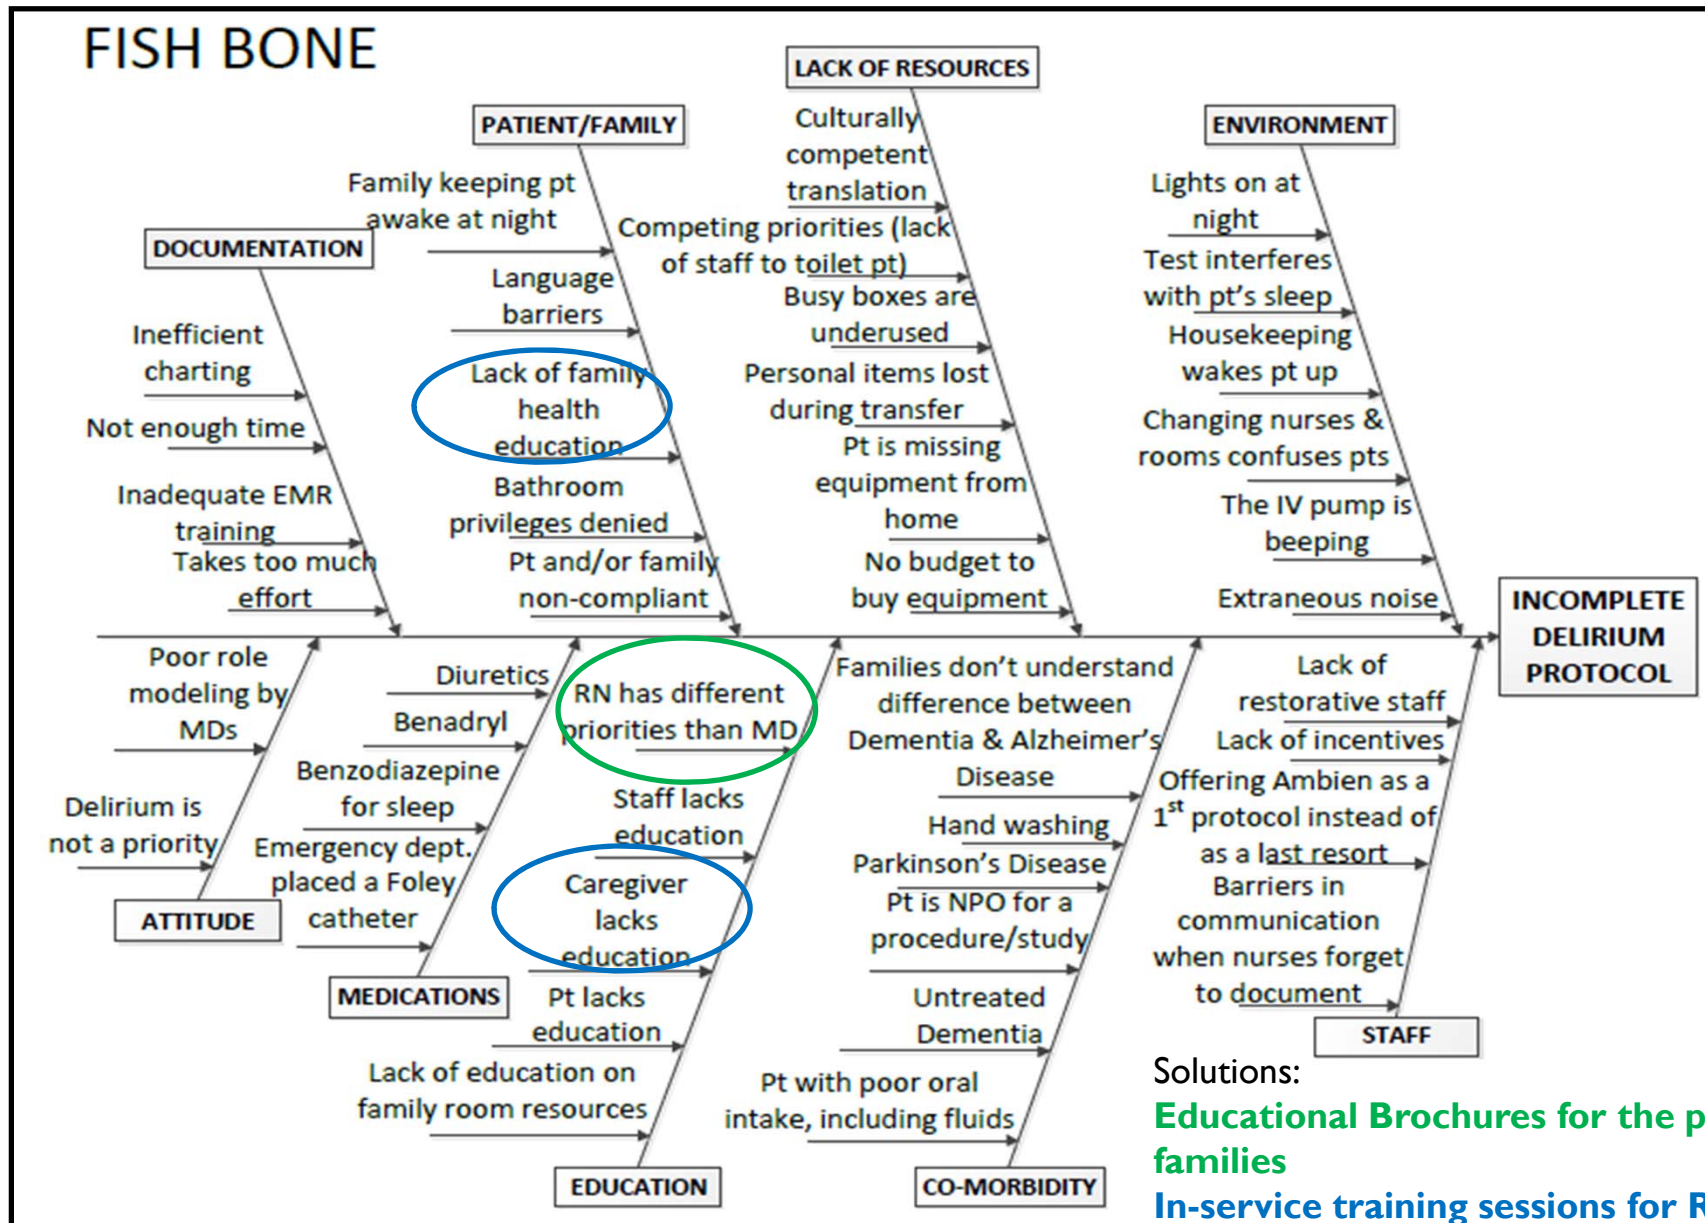 FISH BONE
LACK OF RESOURCES
PATIENT/FAMILY
ENVIRONMENT
DOCUMENTATION
Inefficient
charting
Not enough time
Inadequate EMR
training
Takes too much
effort
Family keeping pt
awake at night
Language
barriers
Lack of family
health
education
Bathroom
privileges denied
Pt and/or family
non-compliant
Culturally
competent
translation
Competing priorities (lack
of staff to toilet pt)
Busy boxes are
underused
Personal items lost
during transfer
Pt is missing
equipment from
home
No budget to
buy equipment
Lights on at
night
Test interferes
with pt's sleep
Housekeeping
wakes pt up
Changing nurses &
rooms confuses pts
The IV pump is
beeping
Extraneous noise
INCOMPLETE
DELIRIUM
PROTOCOL
Poor role
modeling by
MDs
Delirium is
not a priority
ATTITUDE
Diuretics
Benadryl
Benzodiazepine
for sleep
Emergency dept.
placed a Foley
catheter
MEDICATIONS
RN has different
priorities than MD
Staff lacks
education
Caregiver
lacks
education
Pt lacks
education
Lack of education on
family room resources
EDUCATION
Families don't understand
difference between
Dementia & Alzheimer's
Disease
Hand washing
Parkinson's Disease
Pt is NPO for a
procedure/study
Untreated
Dementia
Pt with poor oral
intake, including fluids
CO-MORBIDITY
Lack of
restorative staff
Lack of incentives
Offering Ambien as a
1st protocol instead of
as a last resort
Barriers in
communication
when nurses forget
to document
STAFF
Solutions:
Educational Brochures for the
families
In-service training sessions for